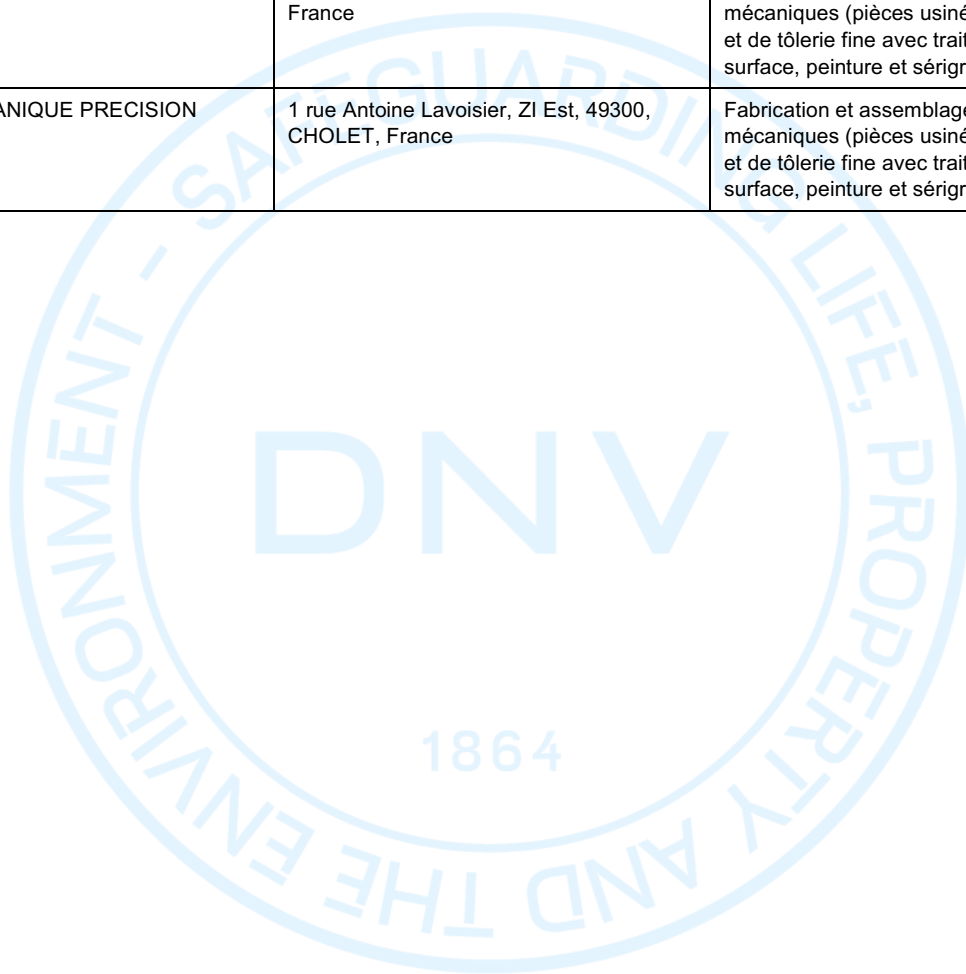 France
mécaniques (pièces usiné
et de tôlerie fine avec trait
surface, peinture et sérigr
ANIQUE PRECISION
1 rue Antoine Lavoisier, ZI Est, 49300,
CHOLET, France
Fabrication et assemblage
mécaniques (pièces usiné
et de tôlerie fine avec trait
surface, peinture et sérigr
SAFEGUARDING LIFE, PROPERTY AND THE ENVIRONMENT -
DNV
1864